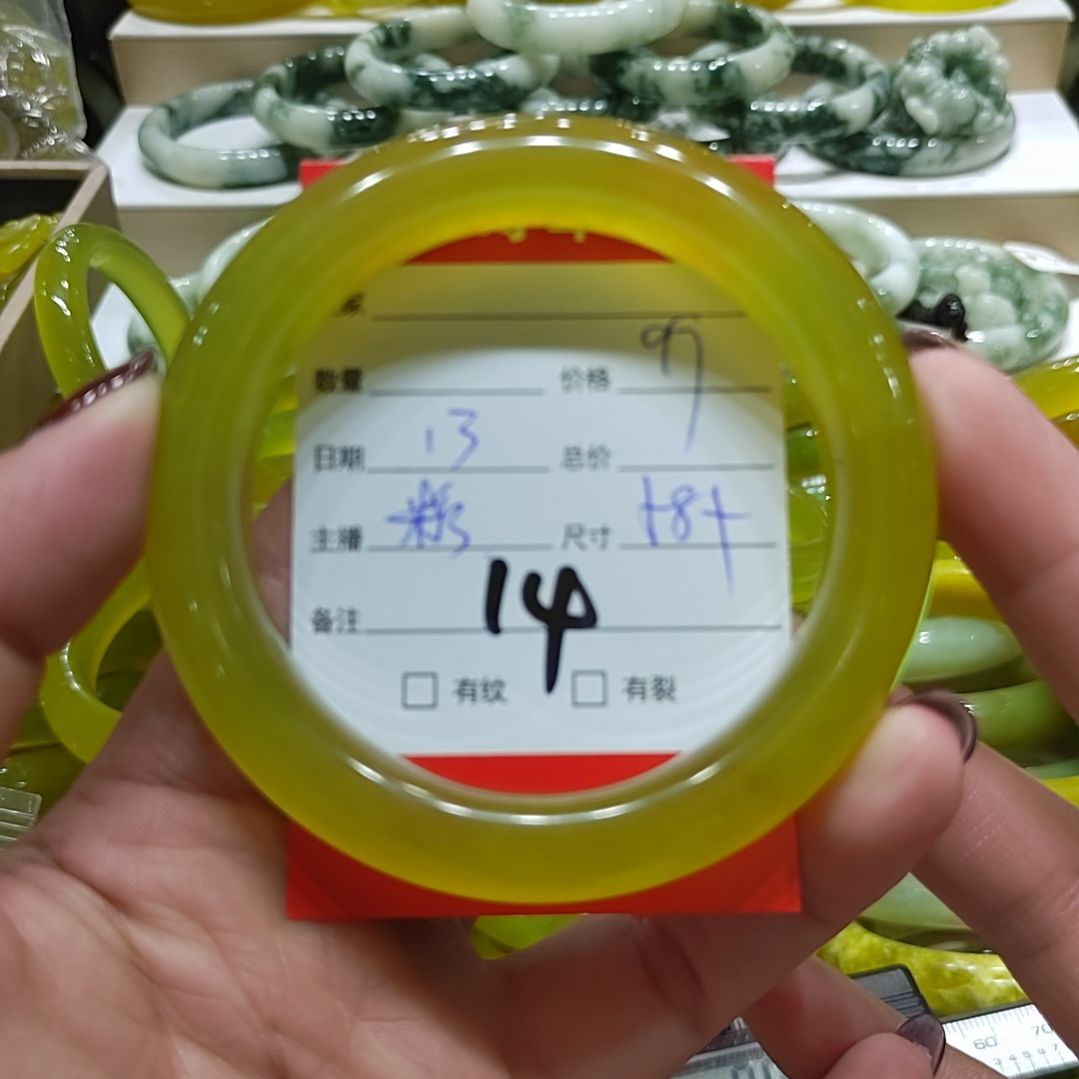 数量 价格 97
日期 13 总价
主播 尺寸
备注 14
有纹 有裂
60 70